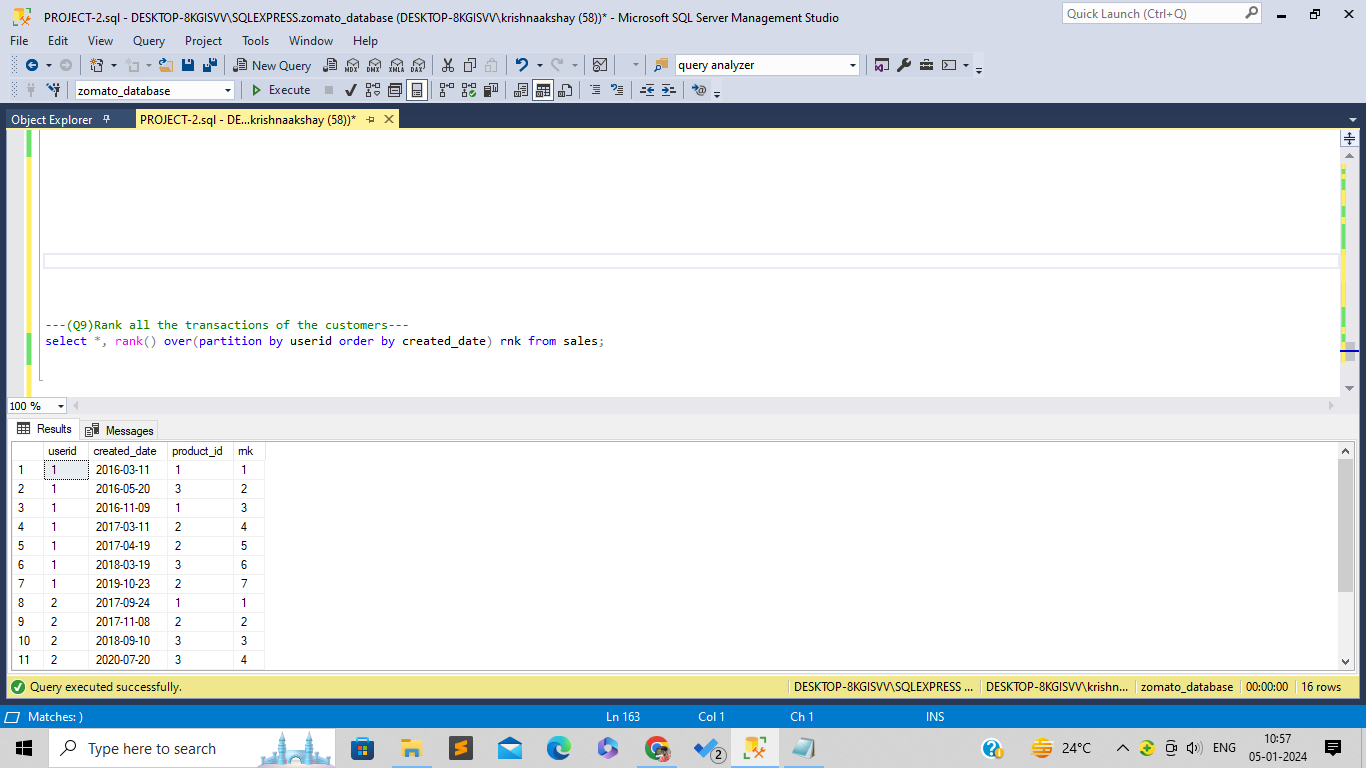 PROJECT-2.sql - DESKTOP-8KGISVV\SQLEXPRESS.zomato_database (DESKTOP-8KGISVV\krishnaakshay (58))* - Microsoft SQL Server Management Studio
Quick Launch (Ctrl+Q)
File Edit View Query Project Tools Window Help
New Query MDX DMX XMLA DAX query analyzer
zomato_database Execute
Object Explorer PROJECT-2.sql - DE...krishnaakshay (58))*
---(Q9)Rank all the transactions of the customers---
select *, rank() over(partition by userid order by created_date) rnk from sales;
100 %
Results Messages
userid created_date product_id rnk
1 1 2016-03-11 1 1
2 1 2016-05-20 3 2
3 1 2016-11-09 1 3
4 1 2017-03-11 2 4
5 1 2017-04-19 2 5
6 1 2018-03-19 3 6
7 1 2019-10-23 2 7
8 2 2017-09-24 1 1
9 2 2017-11-08 2 2
10 2 2018-09-10 3 3
11 2 2020-07-20 3 4
Query executed successfully. DESKTOP-8KGISVV\SQLEXPRESS ... DESKTOP-8KGISVV\krishn... zomato_database 00:00:00 16 rows
Matches: ) Ln 163 Col 1 Ch 1 INS
Type here to search 2 24°C ENG 10:57
05-01-2024